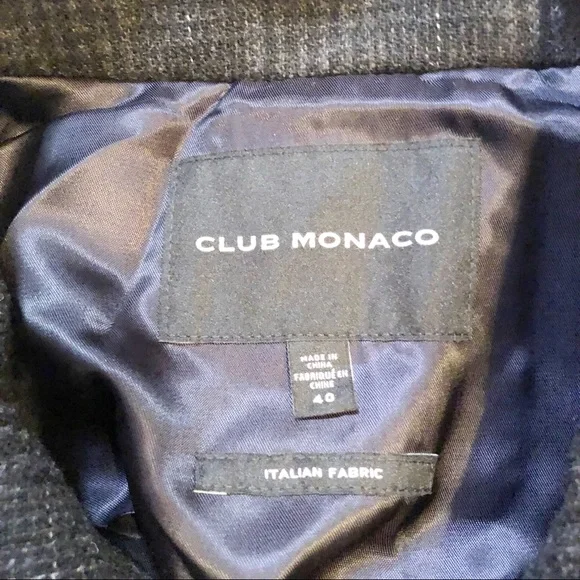 CLUB MONACO
MADE IN
CHINA
FABRIQUÉ EN
CHINE
40
ITALIAN FABRIC